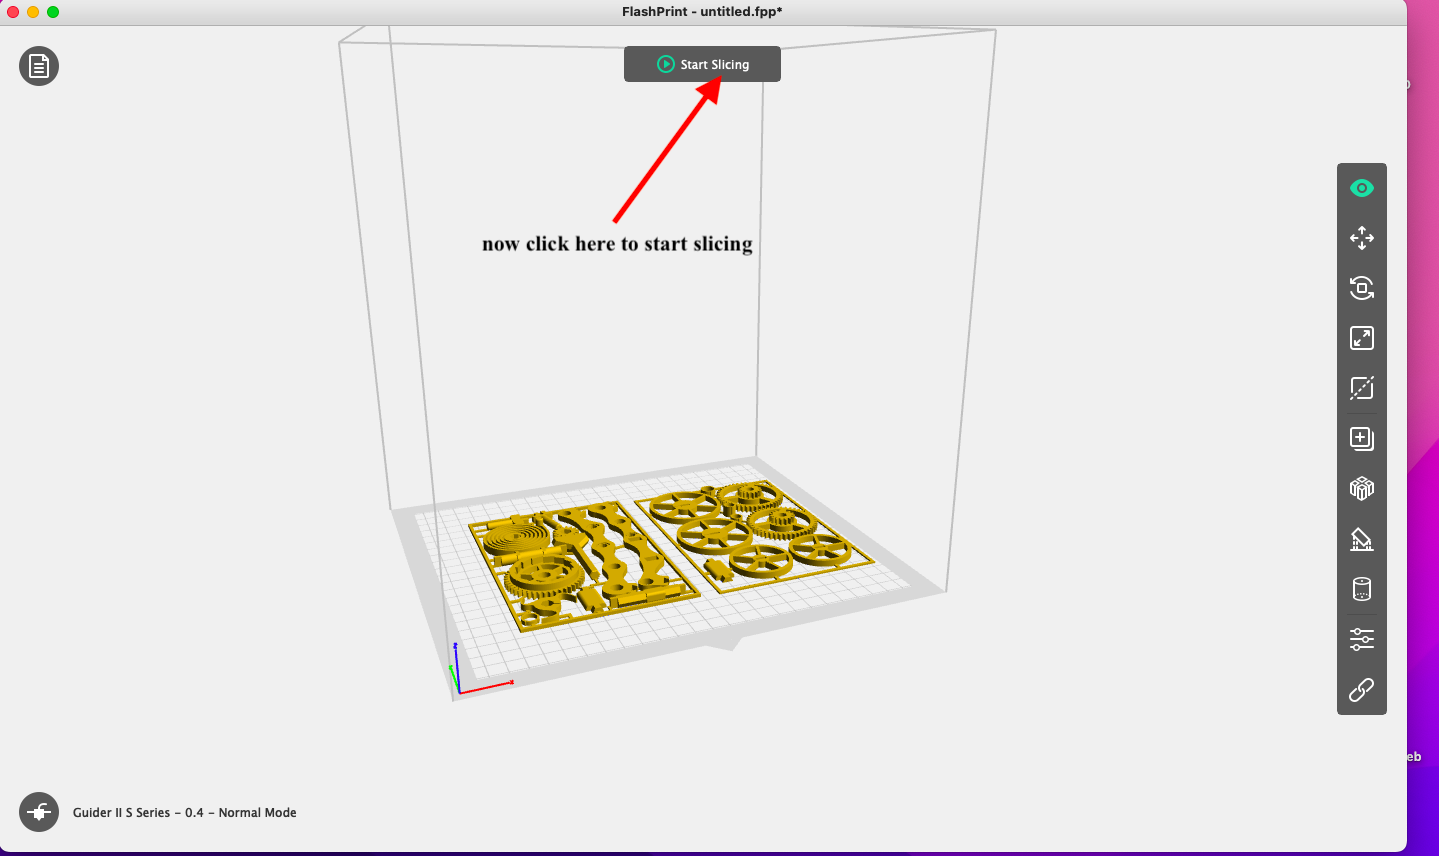 FlashPrint - untitled.fpp*
Start Slicing
now click here to start slicing
eb
Guider II S Series - 0.4 - Normal Mode